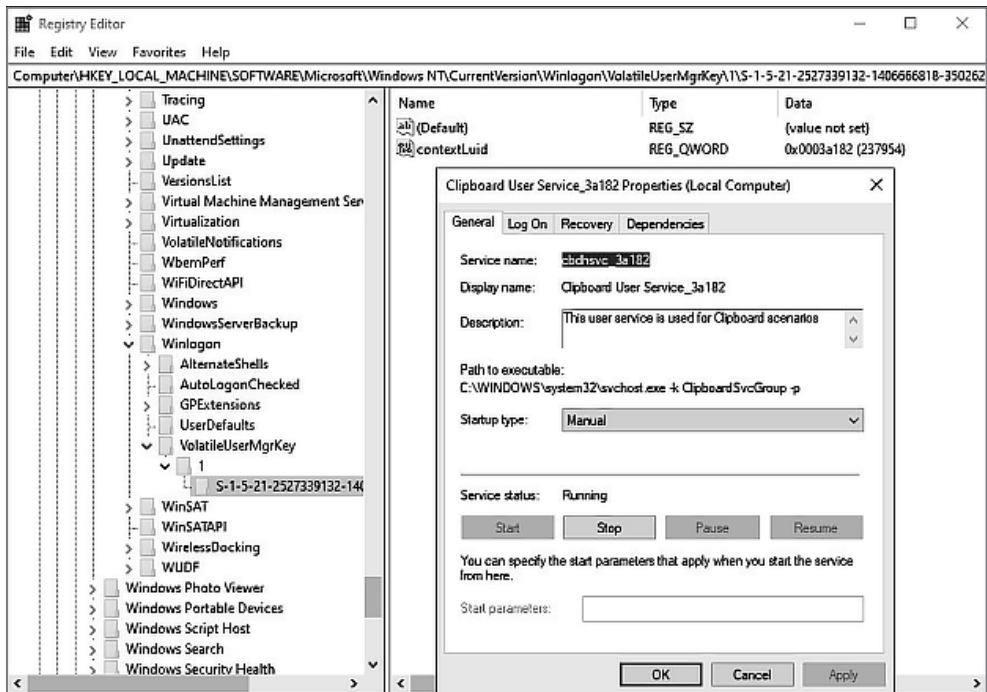 Registry Editor
File Edit View Favorites Help
Computer\HKEY_LOCAL_MACHINE\SOFTWARE\Microsoft\Windows NT\CurrentVersion\Winlogon\VolatileUserMgrKey\1\S-1-5-21-2527339132-1406666818-350262
Tracing
UAC
UnattendSettings
Update
VersionsList
Virtual Machine Management Ser
Virtualization
VolatileNotifications
WbemPerf
WiFiDirectAPI
Windows
WindowsServerBackup
Winlogon
AlternateShells
AutoLogonChecked
GPExtensions
UserDefaults
VolatileUserMgrKey
1
S-1-5-21-2527339132-140
WinSAT
WinSATAPI
WirelessDocking
WUDF
Windows Photo Viewer
Windows Portable Devices
Windows Script Host
Windows Search
Windows Security Health
Name Type Data
(Default) REG_SZ (value not set)
contextLuid REG_QWORD 0x0003a182 (237954)
Clipboard User Service_3a182 Properties (Local Computer)
General Log On Recovery Dependencies
Service name: cbdhsvc_3a182
Display name: Clipboard User Service_3a182
Description: This user service is used for Clipboard scenarios
Path to executable:
C:\WINDOWS\system32\svchost.exe -k ClipboardSvcGroup -p
Startup type: Manual
Service status: Running
Start Stop Pause Resume
You can specify the start parameters that apply when you start the service
from here.
Start parameters:
OK Cancel Apply